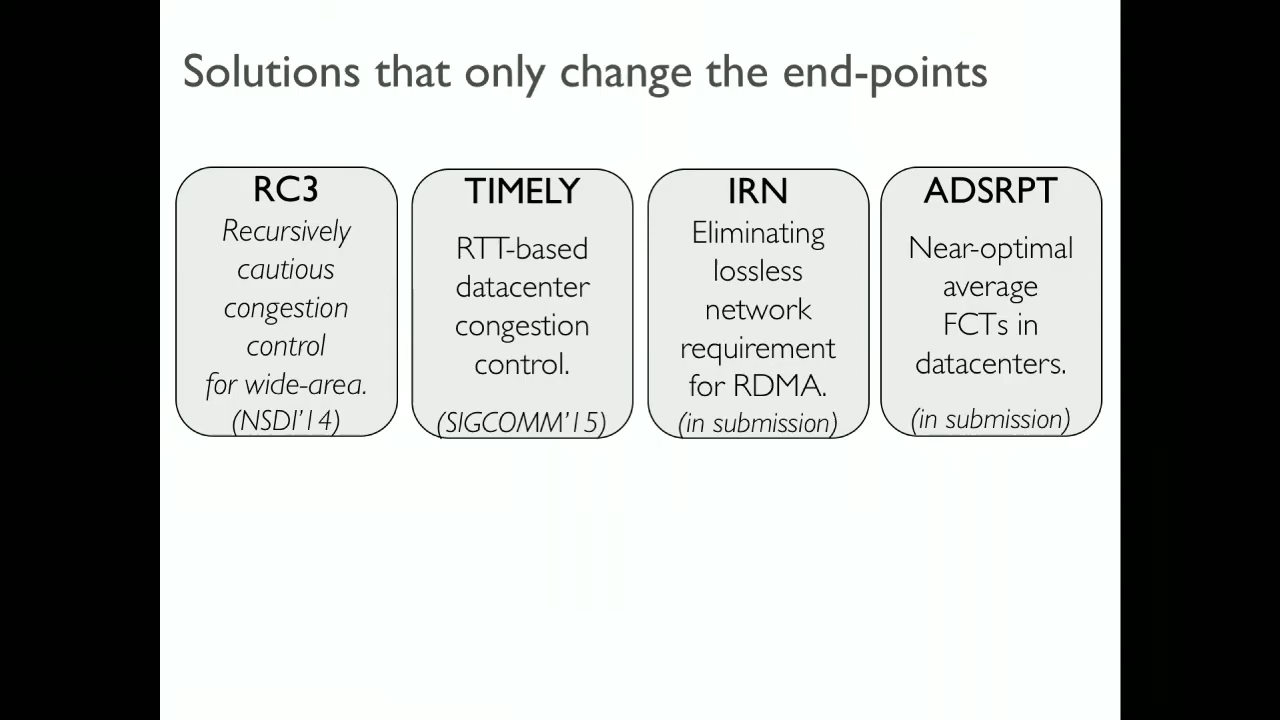 Solutions that only change the end-points
RC3
Recursively
cautious
congestion
control
for wide-area.
(NSDI'14)
TIMELY
RTT-based
datacenter
congestion
control.
(SIGCOMM'15)
IRN
Eliminating
lossless
network
requirement
for RDMA.
(in submission)
ADSRPT
Near-optimal
average
FCTs in
datacenters.
(in submission)